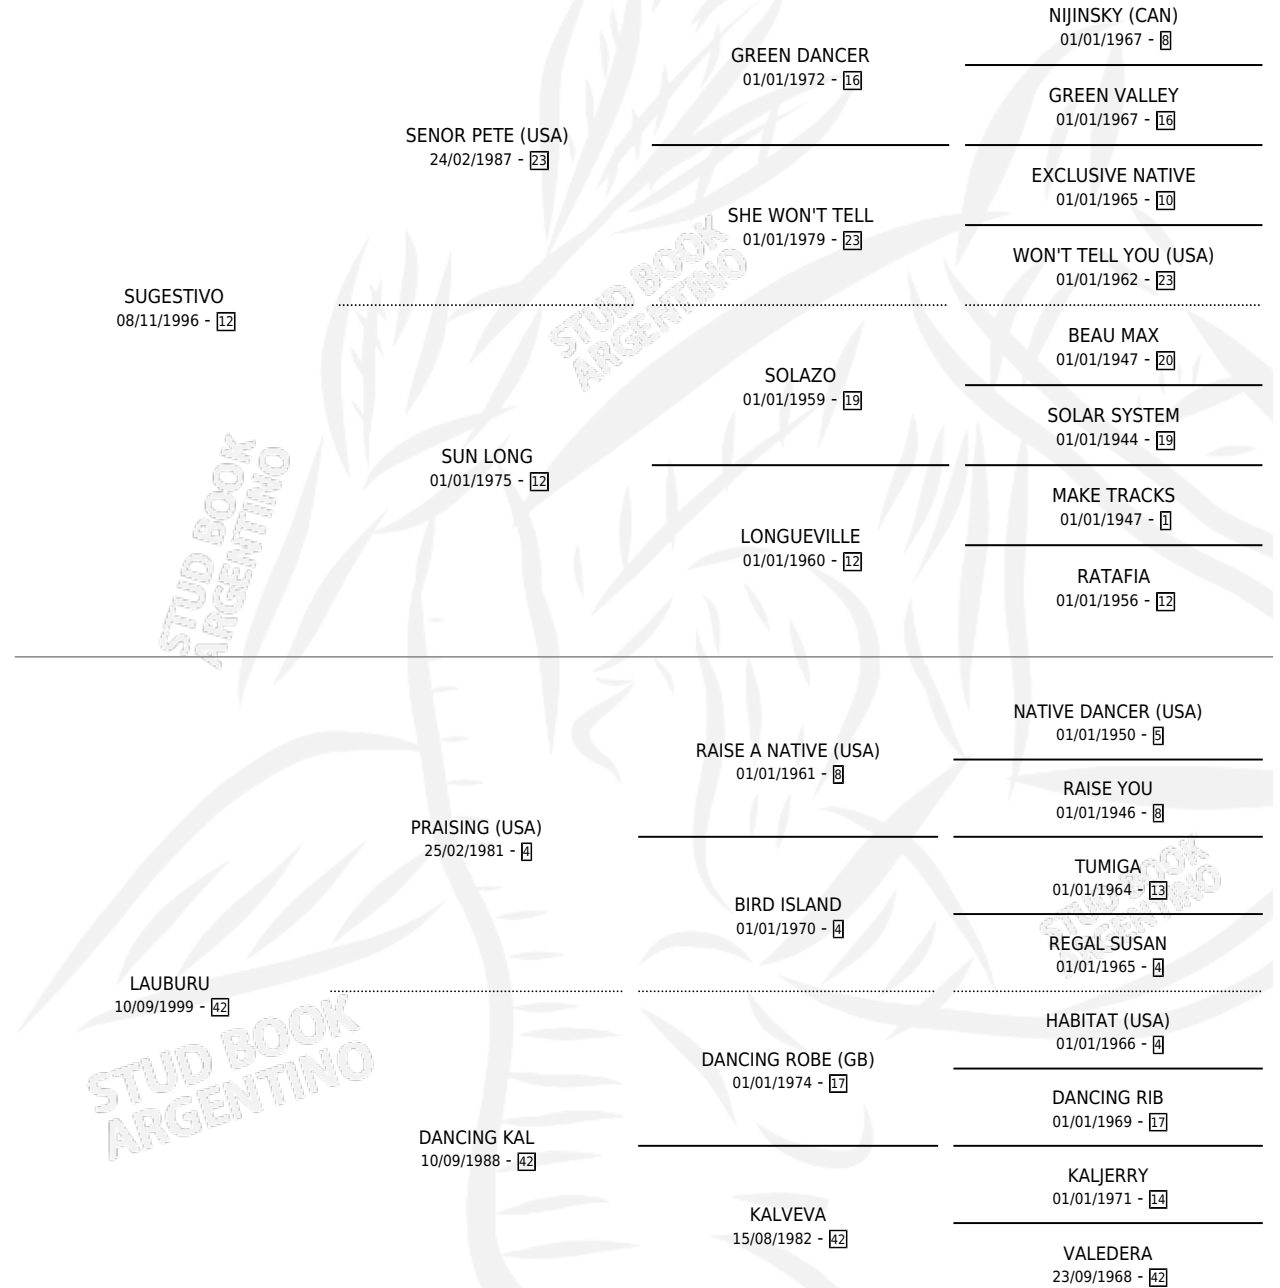 NIJINSKY (CAN)
01/01/1967 - 8
GREEN DANCER
01/01/1972 - 16
GREEN VALLEY
01/01/1967 - 16
SENOR PETE (USA)
24/02/1987 - 23
EXCLUSIVE NATIVE
01/01/1965 - 10
SHE WON'T TELL
01/01/1979 - 23
WON'T TELL YOU (USA)
01/01/1962 - 23
SUGESTIVO
08/11/1996 - 12
STUD BOOK
ARGENTINO
BEAU MAX
01/01/1947 - 20
SOLAZO
01/01/1959 - 19
SOLAR SYSTEM
01/01/1944 - 19
SUN LONG
01/01/1975 - 12
MAKE TRACKS
01/01/1947 - 1
LONGUEVILLE
01/01/1960 - 12
RATAFIA
01/01/1956 - 12
STUD BOOK
ARGENTINO
NATIVE DANCER (USA)
01/01/1950 - 5
RAISE A NATIVE (USA)
01/01/1961 - 8
RAISE YOU
01/01/1946 - 8
PRAISING (USA)
25/02/1981 - 4
TUMIGA
01/01/1964 - 13
BIRD ISLAND
01/01/1970 - 4
REGAL SUSAN
01/01/1965 - 4
STUD BOOK
ARGENTINO
LAUBURU
10/09/1999 - 42
HABITAT (USA)
01/01/1966 - 4
DANCING ROBE (GB)
01/01/1974 - 17
DANCING RIB
01/01/1969 - 17
STUD BOOK
ARGENTINO
DANCING KAL
10/09/1988 - 42
KALJERRY
01/01/1971 - 14
KALVEVA
15/08/1982 - 42
VALEDERA
23/09/1968 - 42